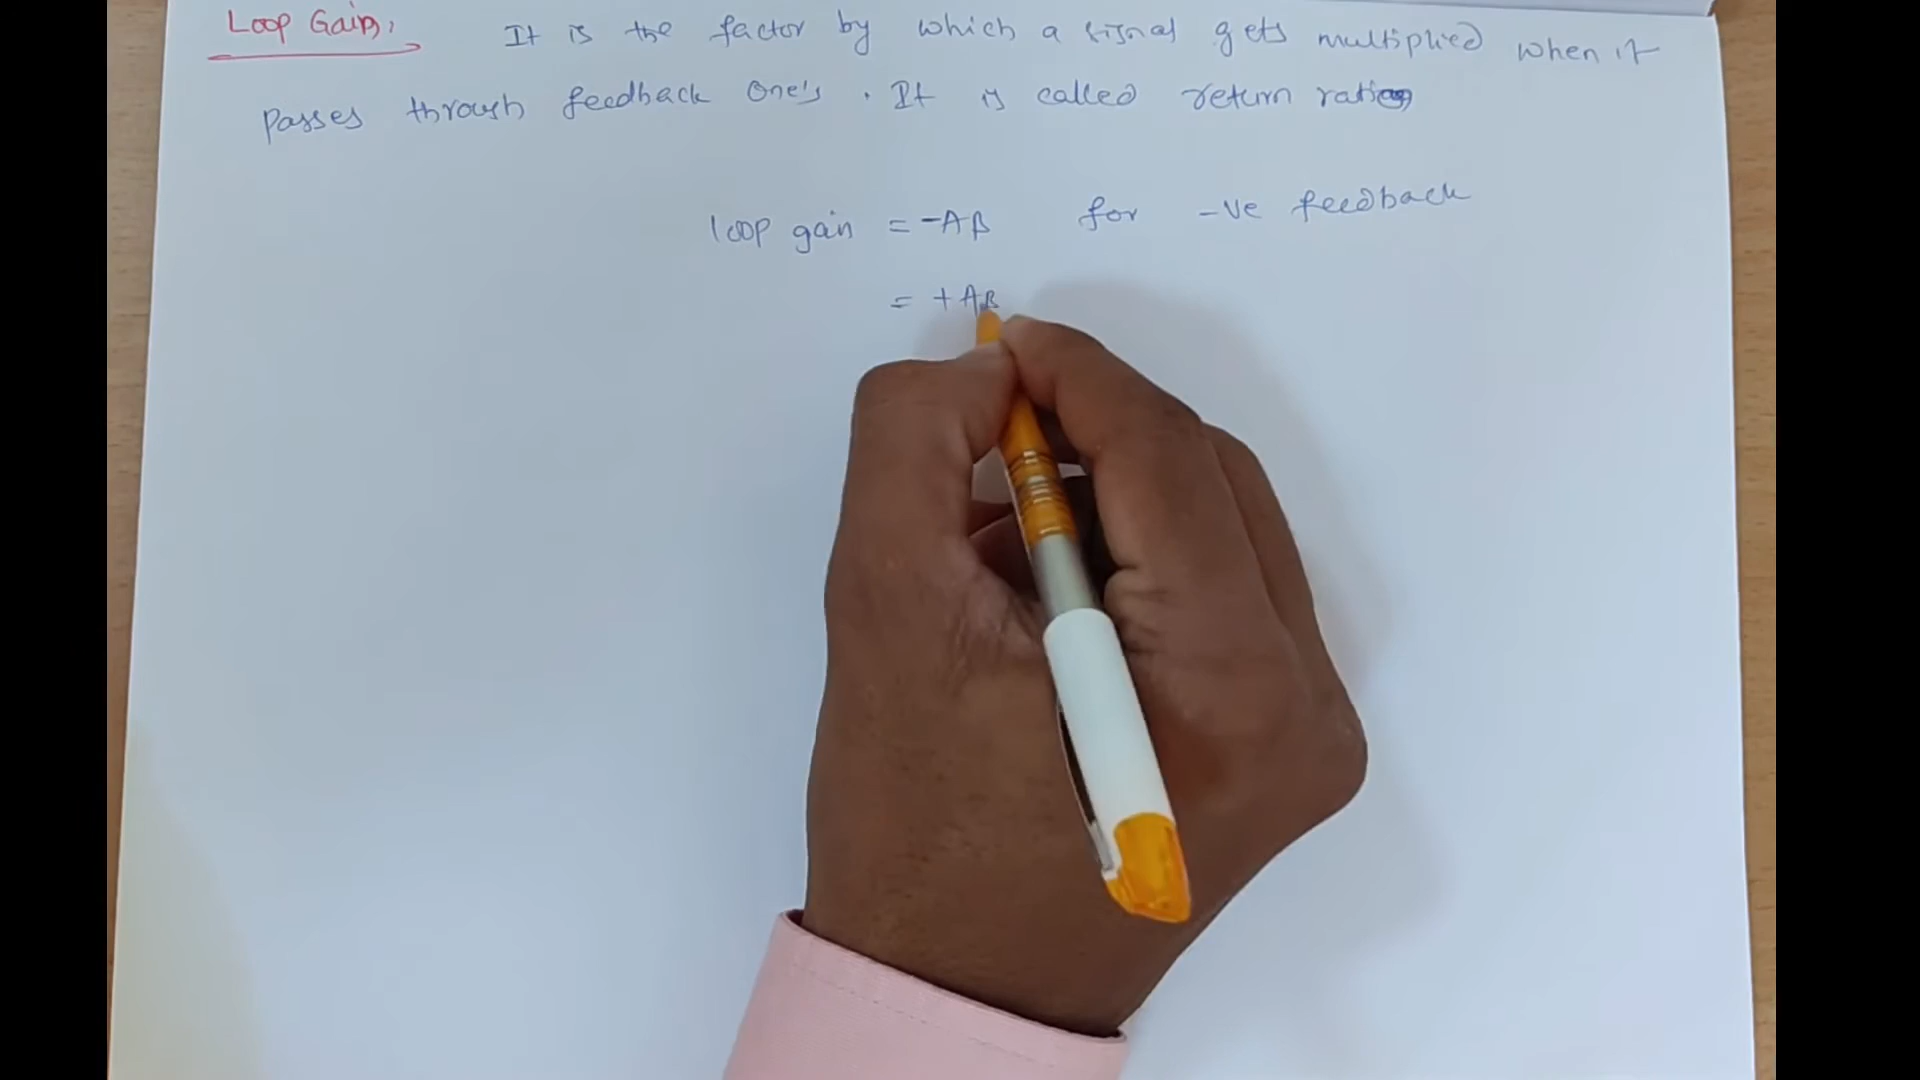 Loop Gain, It is the factor by which a signal gets multiplied when it
passes through feedback one's. It is called return ratio
loop gain = -Aβ for -ve feedback
= +Aβ